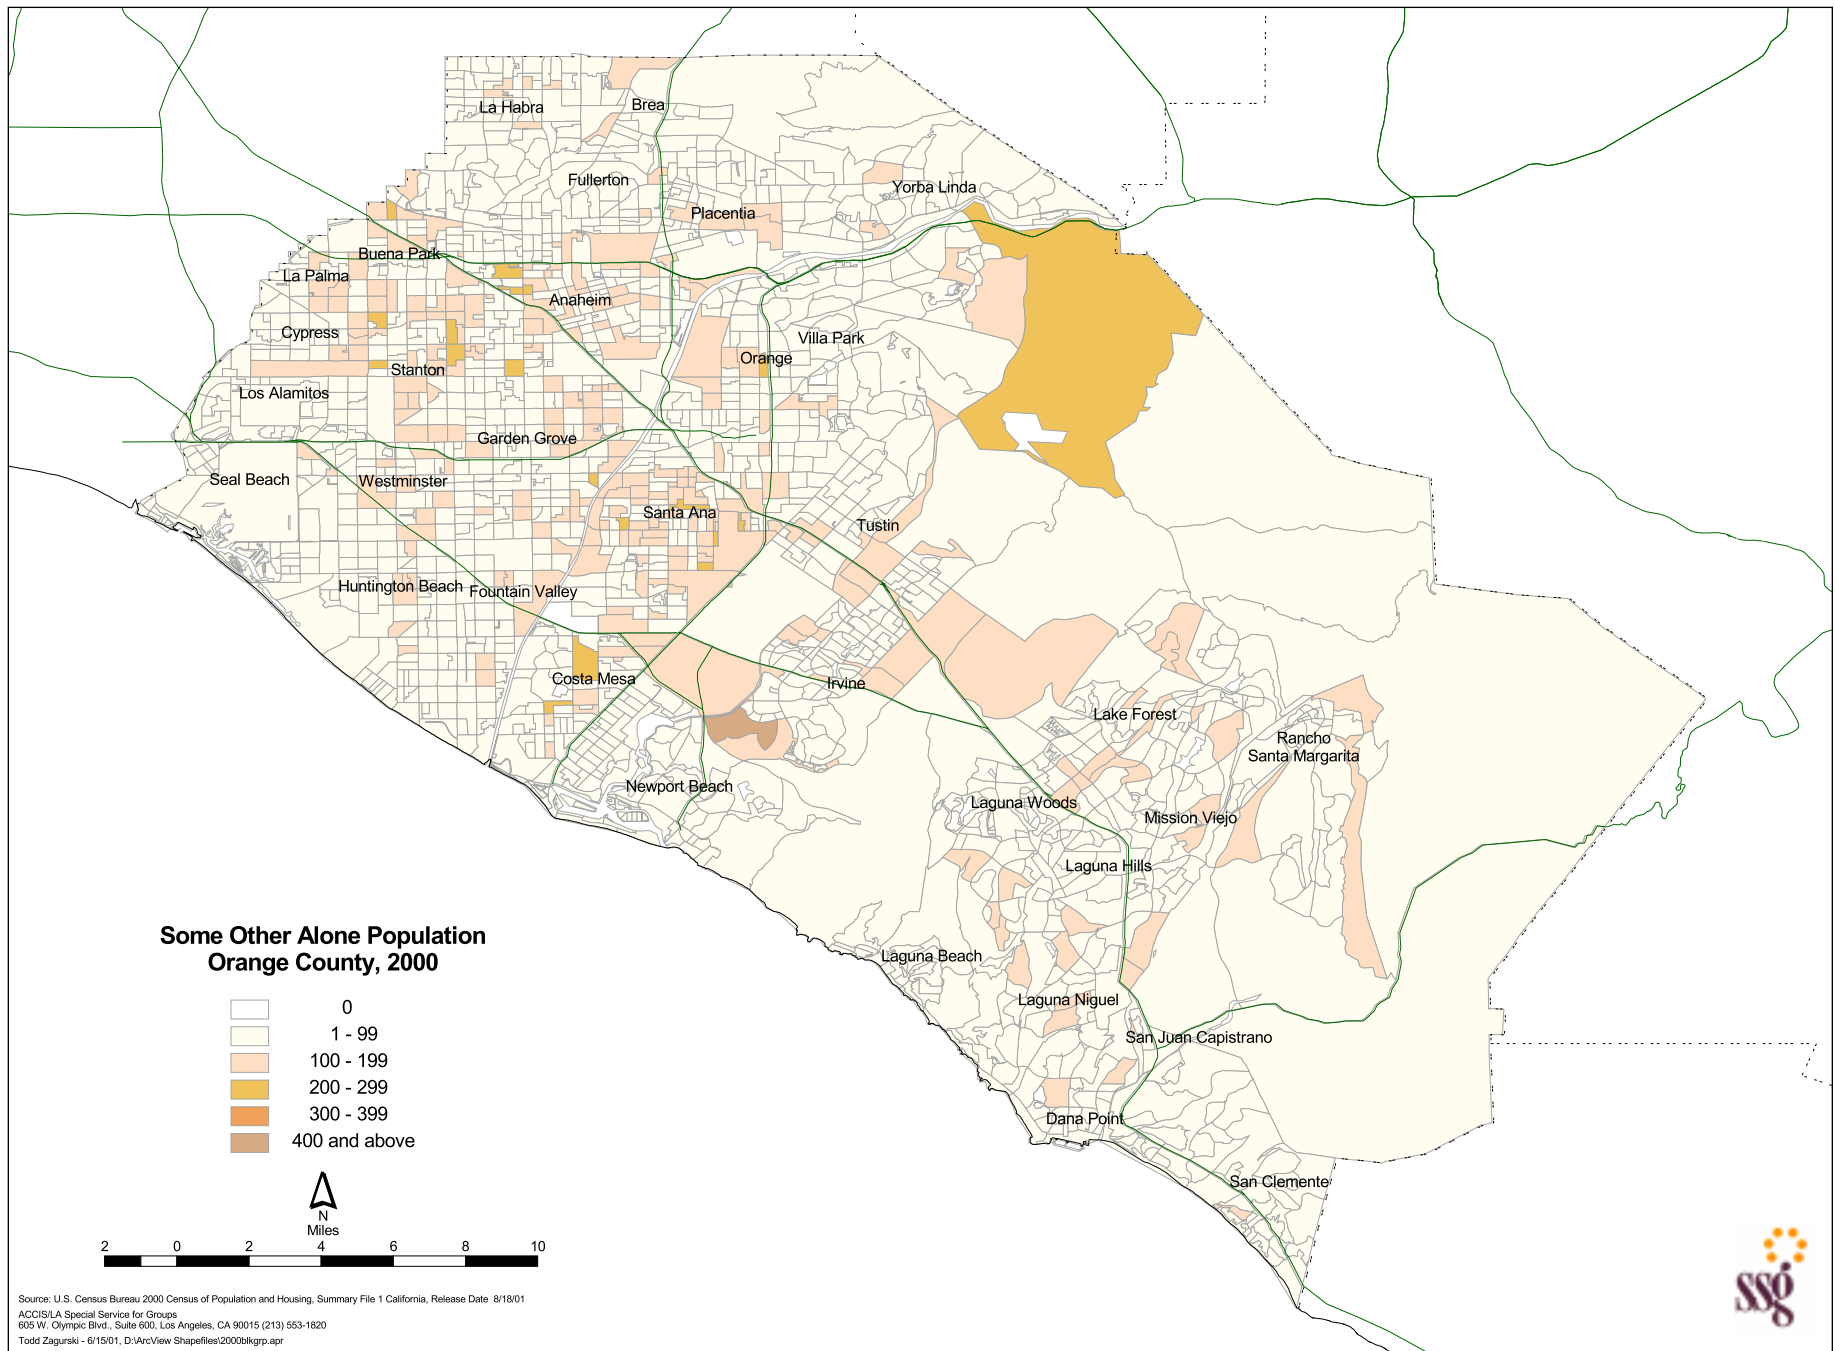 La Habra
Brea
Fullerton
Yorba Linda
Placentia
Buena Park
La Palma
Anaheim
Cypress
Villa Park
Orange
Stanton
Los Alamitos
Garden Grove
Seal Beach
Westminster
Santa Ana
Tustin
Huntington Beach
Fountain Valley
Costa Mesa
Irvine
Lake Forest
Rancho
Santa Margarita
Newport Beach
Laguna Woods
Mission Viejo
Laguna Hills
Laguna Beach
Laguna Niguel
San Juan Capistrano
Dana Point
San Clemente
Some Other Alone Population
Orange County, 2000
0
1 - 99
100 - 199
200 - 299
300 - 399
400 and above
N
Miles
2 0 2 4 6 8 10
Source: U.S. Census Bureau 2000 Census of Population and Housing, Summary File 1 California, Release Date 8/18/01
ACCIS/LA Special Service for Groups
605 W. Olympic Blvd., Suite 600, Los Angeles, CA 90015 (213) 553-1820
Todd Zagurski - 6/15/01, D:\ArcView Shapefiles\2000blkgrp.apr
ssg